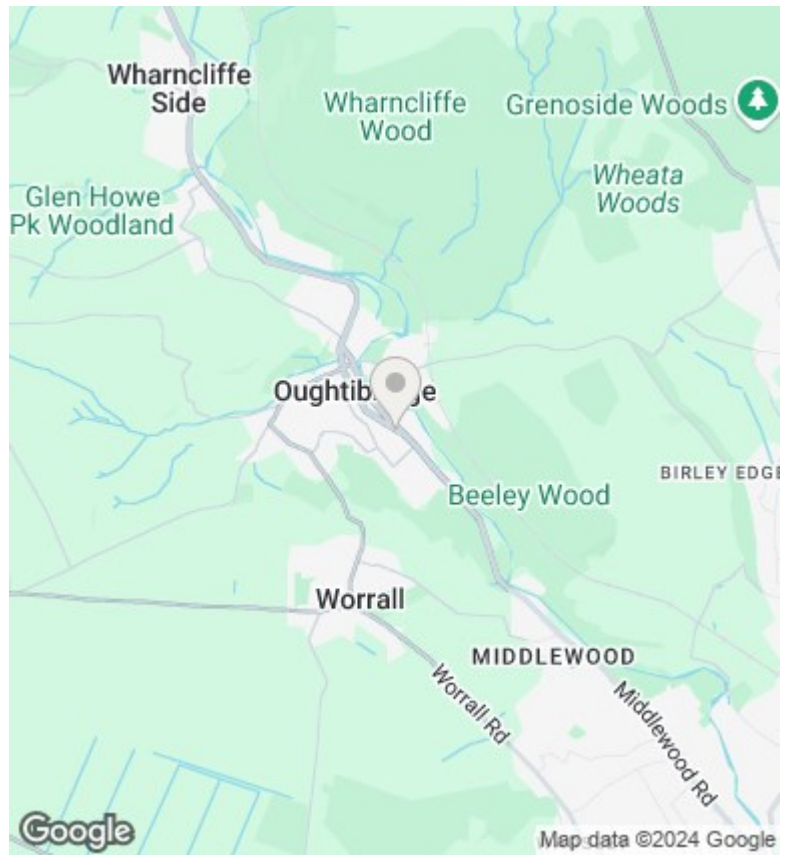 Wharncliffe
Side
Wharncliffe
Wood
Grenoside Woods
Wheata
Woods
Glen Howe
Pk Woodland
Oughtib ge
BIRLEY EDGE
Beeley Wood
Worrall
MIDDLEWOOD
Worrall Rd
Middlewood Rd
Google
Map data ©2024 Google